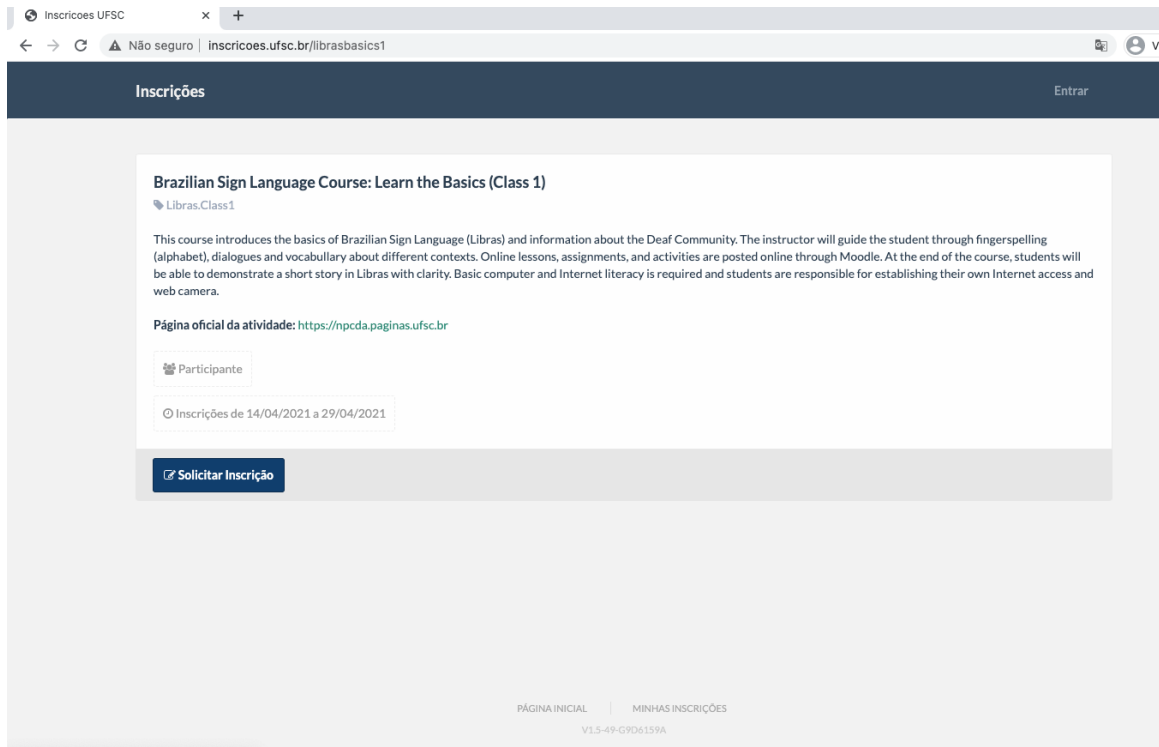 Inscricoes UFSC
Não seguro inscricoes.ufsc.br/librasbasics1
Inscrições Entrar
Brazilian Sign Language Course: Learn the Basics (Class 1)
Libras.Class1
This course introduces the basics of Brazilian Sign Language (Libras) and information about the Deaf Community. The instructor will guide the student through fingerspelling
(alphabet), dialogues and vocabullary about different contexts. Online lessons, assignments, and activities are posted online through Moodle. At the end of the course, students will
be able to demonstrate a short story in Libras with clarity. Basic computer and Internet literacy is required and students are responsible for establishing their own Internet access and
web camera.
Página oficial da atividade: https://npcda.paginas.ufsc.br
Participante
Inscrições de 14/04/2021 a 29/04/2021
Solicitar Inscrição
PÁGINA INICIAL MINHAS INSCRIÇÕES
V1.5-49-G9D6159A